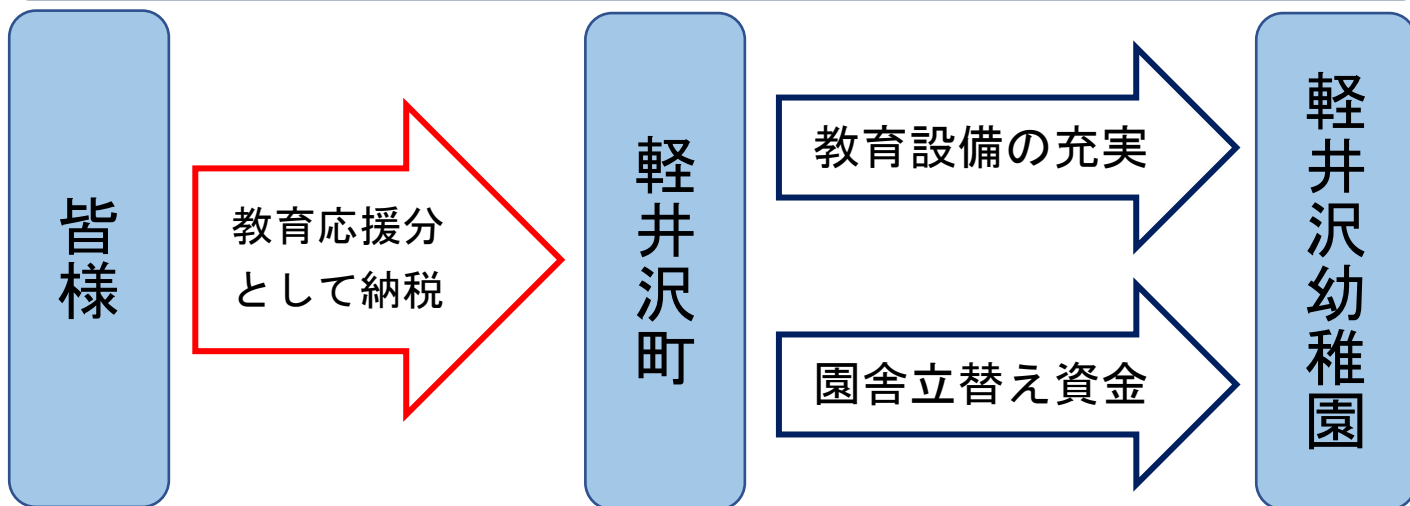 皆様
教育応援分
として納税
軽井沢町
教育設備の充実
園舎立替え資金
軽井沢幼稚園